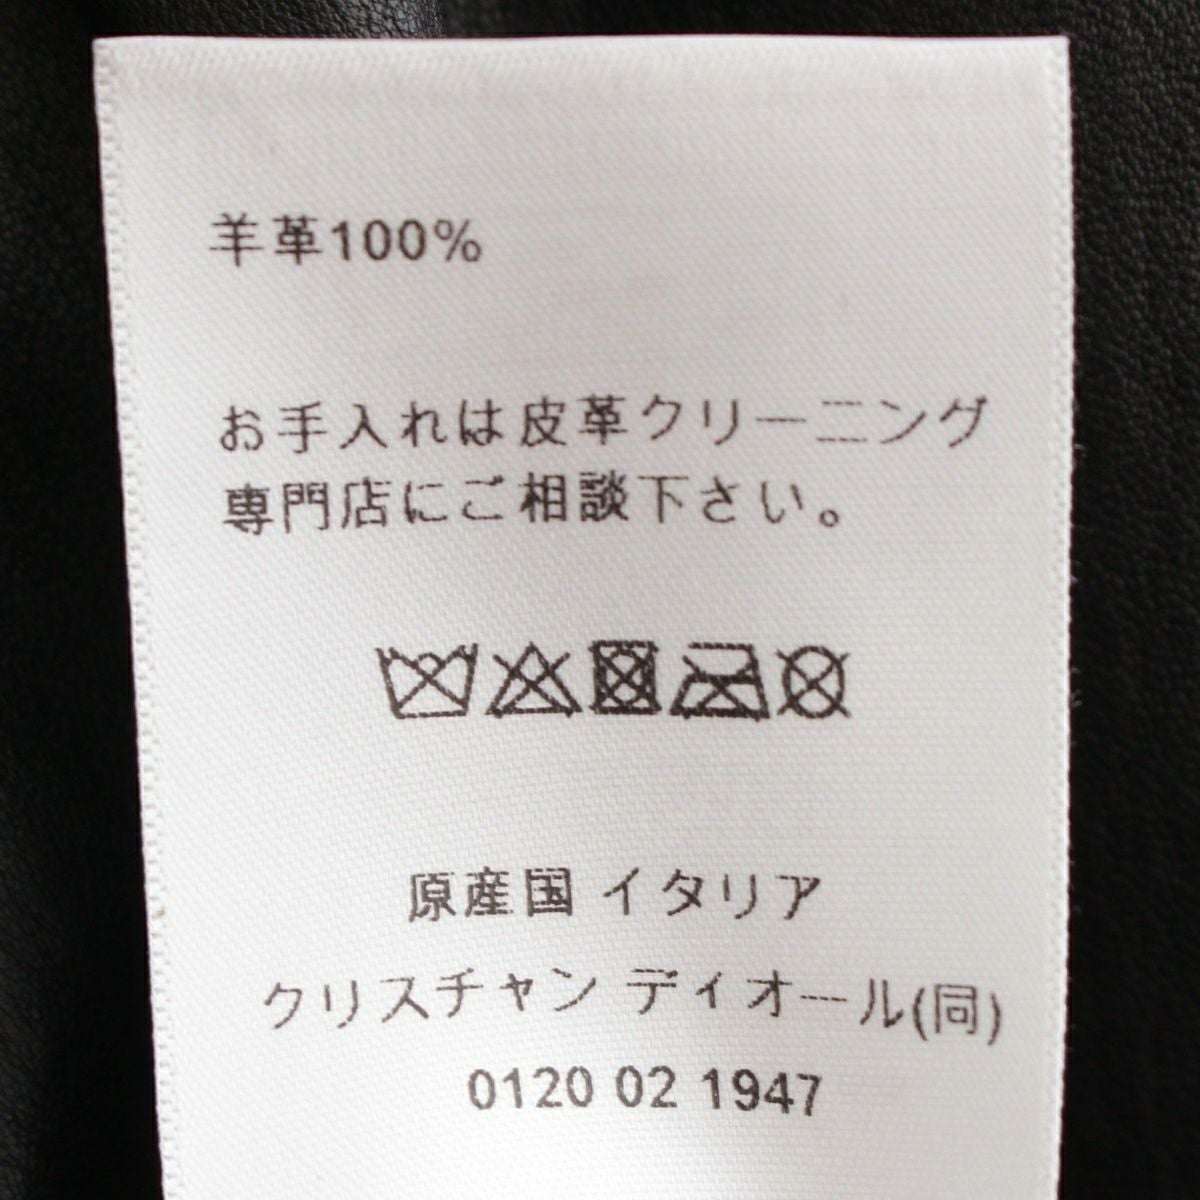 羊革100%
お手入れは皮革クリーニング
専門店にご相談下さい。
原産国 イタリア
クリスチャン ディオール(同)
0120 02 1947